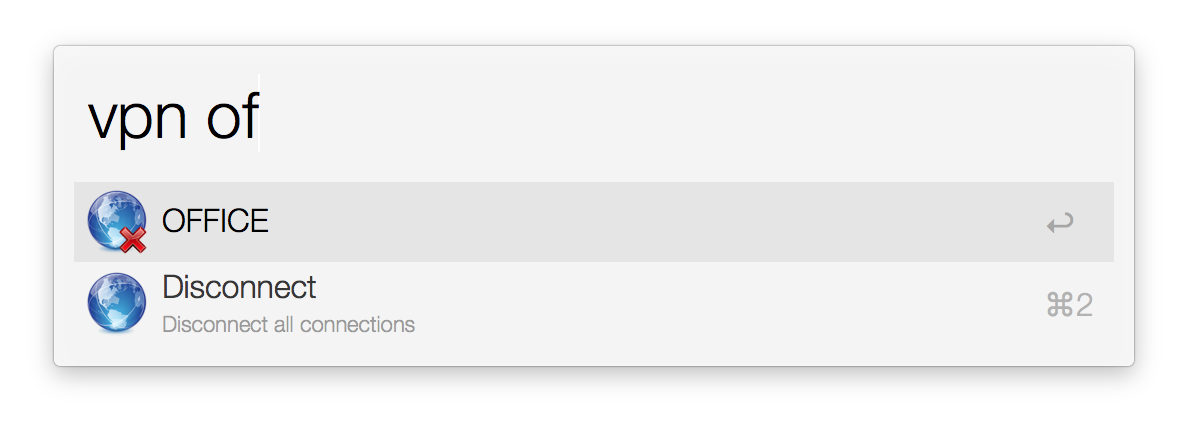 vpn of
OFFICE
Disconnect
Disconnect all connections
⌘2